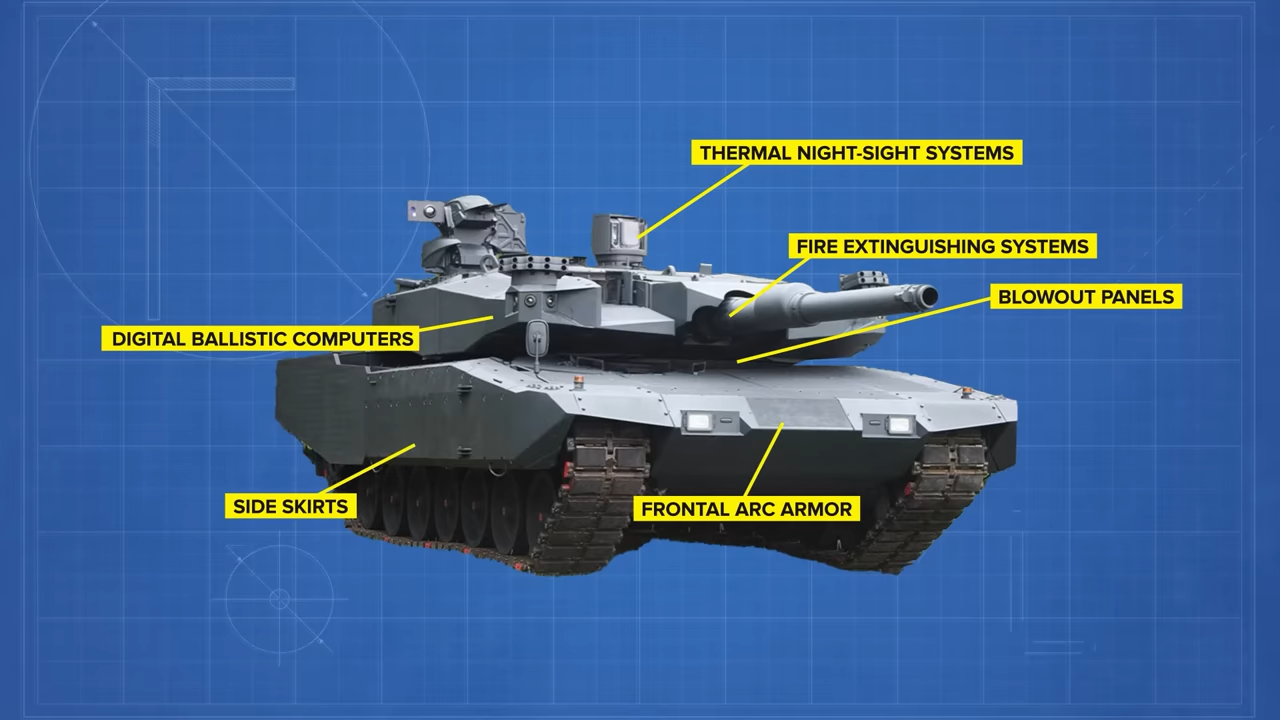 THERMAL NIGHT-SIGHT SYSTEMS
FIRE EXTINGUISHING SYSTEMS
BLOWOUT PANELS
DIGITAL BALLISTIC COMPUTERS
SIDE SKIRTS
FRONTAL ARC ARMOR